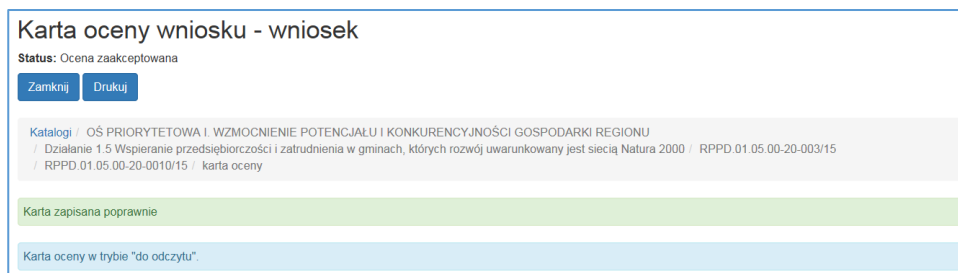 Karta oceny wniosku - wniosek
Status: Ocena zaakceptowana
Zamknij Drukuj
Katalogi / OŚ PRIORYTETOWA I. WZMOCNIENIE POTENCJAŁU I KONKURENCYJNOŚCI GOSPODARKI REGIONU
/ Działanie 1.5 Wspieranie przedsiębiorczości i zatrudnienia w gminach, których rozwój uwarunkowany jest siecią Natura 2000 / RPPD.01.05.00-20-003/15
/ RPPD.01.05.00-20-0010/15 / karta oceny
Karta zapisana poprawnie
Karta oceny w trybie "do odczytu".